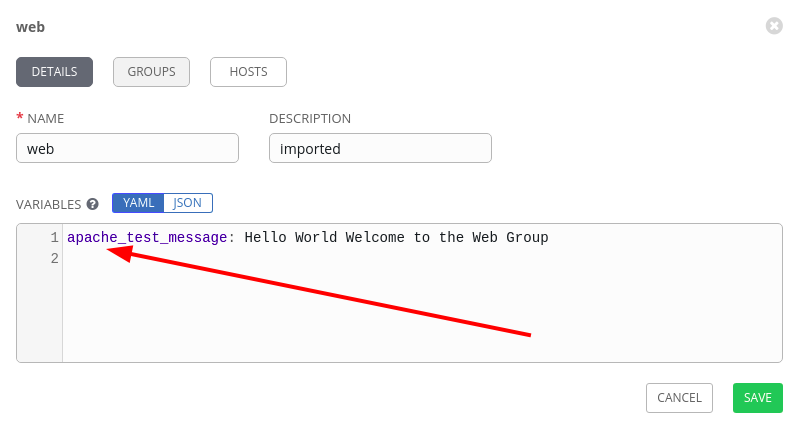 web
DETAILS GROUPS HOSTS
* NAME DESCRIPTION
web imported
VARIABLES ? YAML JSON
1 apache_test_message: Hello World Welcome to the Web Group
2
CANCEL SAVE